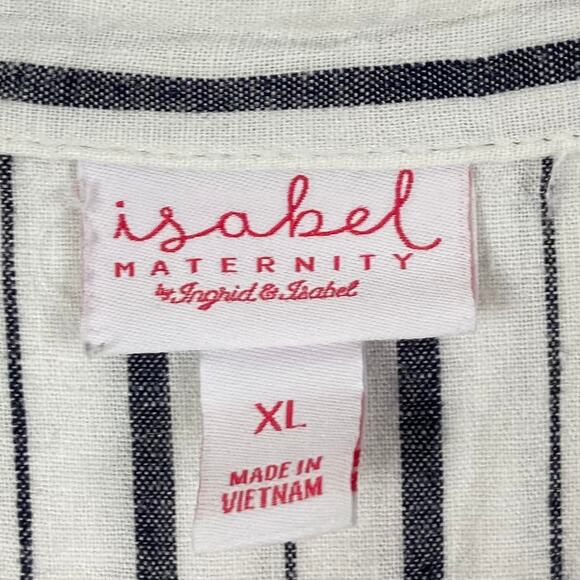 isabel
MATERNITY
by Ingrid & Isabel
XL
MADE IN
VIETNAM